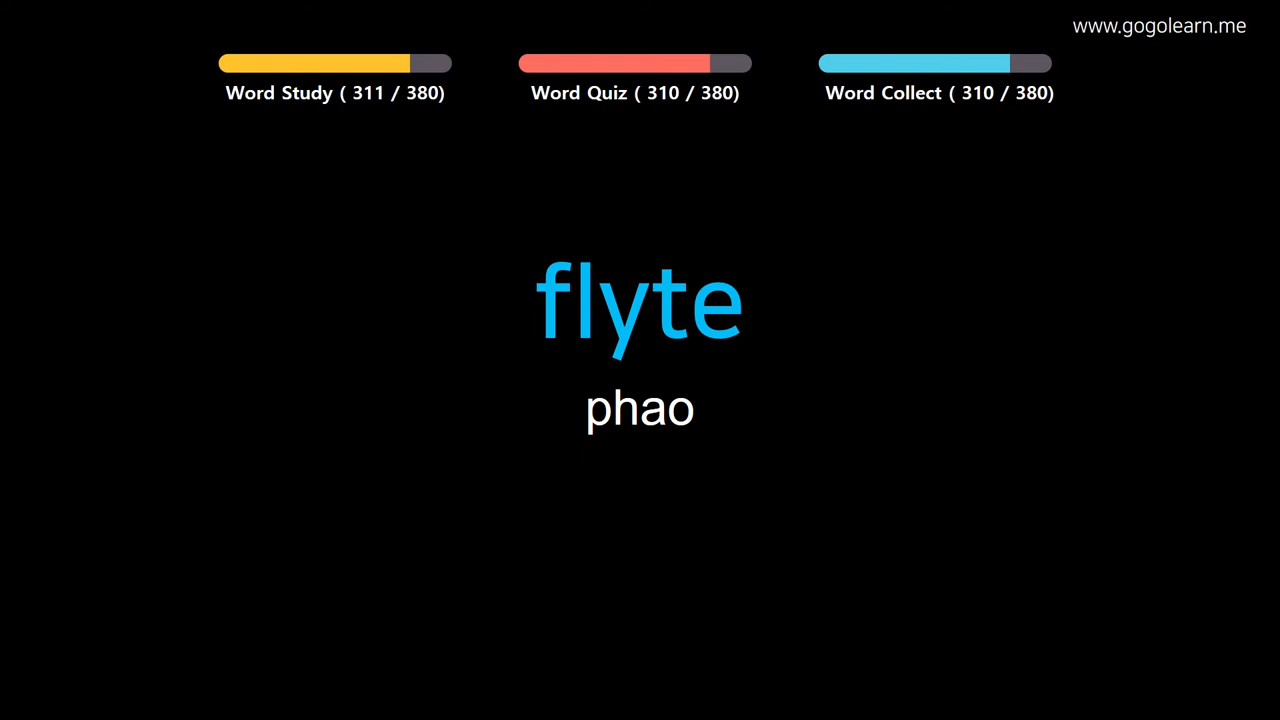 www.gogolearn.me
Word Study ( 311 / 380)
Word Quiz ( 310 / 380)
Word Collect ( 310 / 380)
flyte
phao